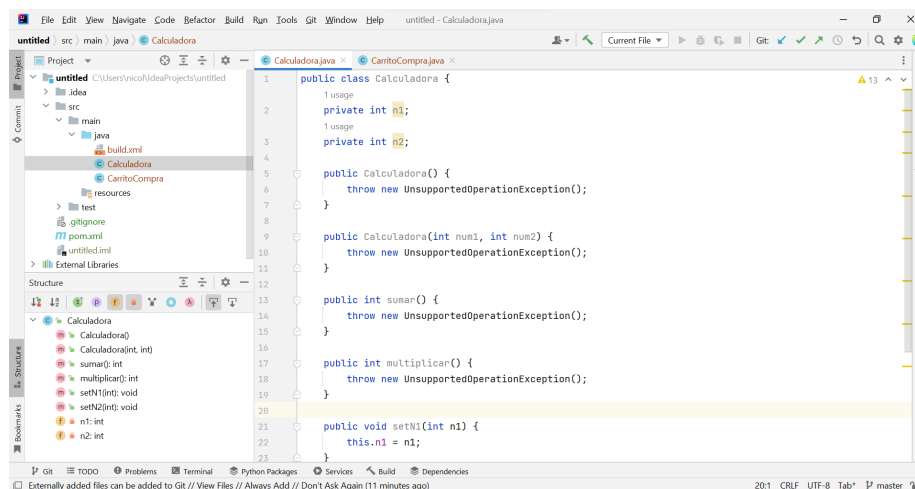 File Edit View Navigate Code Refactor Build Run Tools Git Window Help untitled - Calculadora.java
untitled src main java Calculadora Current File Git:
Project
Project
untitled C:\Users\nicol\IdeaProjects\untitled
.idea
src
main
java
build.xml
Calculadora
CarritoCompra
resources
test
.gitignore
pom.xml
untitled.iml
External Libraries
Commit
Structure
Calculadora
Calculadora()
Calculadora(int, int)
sumar(): int
multiplicar(): int
setN1(int): void
setN2(int): void
n1: int
n2: int
Structure
Bookmarks
Calculadora.java CarritoCompra.java
13
1 public class Calculadora {
1 usage
2 private int n1;
1 usage
3 private int n2;
4
5 public Calculadora() {
6 throw new UnsupportedOperationException();
7 }
8
9 public Calculadora(int num1, int num2) {
10 throw new UnsupportedOperationException();
11 }
12
13 public int sumar() {
14 throw new UnsupportedOperationException();
15 }
16
17 public int multiplicar() {
18 throw new UnsupportedOperationException();
19 }
20
21 public void setN1(int n1) {
22 this.n1 = n1;
23 }
Git TODO Problems Terminal Python Packages Services Build Dependencies
Externally added files can be added to Git // View Files // Always Add // Don't Ask Again (11 minutes ago) 20:1 CRLF UTF-8 Tab* master